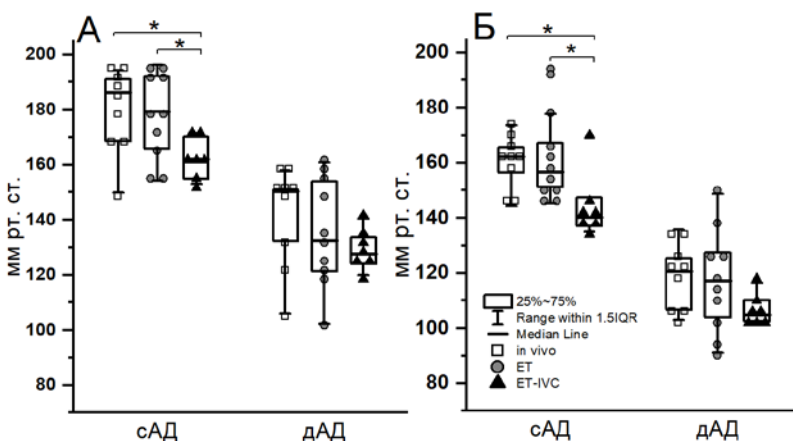 А
*
*
мм рт. ст.
200
180
160
140
120
100
80
сАД
дАД
Б
*
*
мм рт. ст.
200
180
160
140
120
100
80
25%~75%
Range within 1.5IQR
Median Line
in vivo
ET
ET-IVC
сАД
дАД